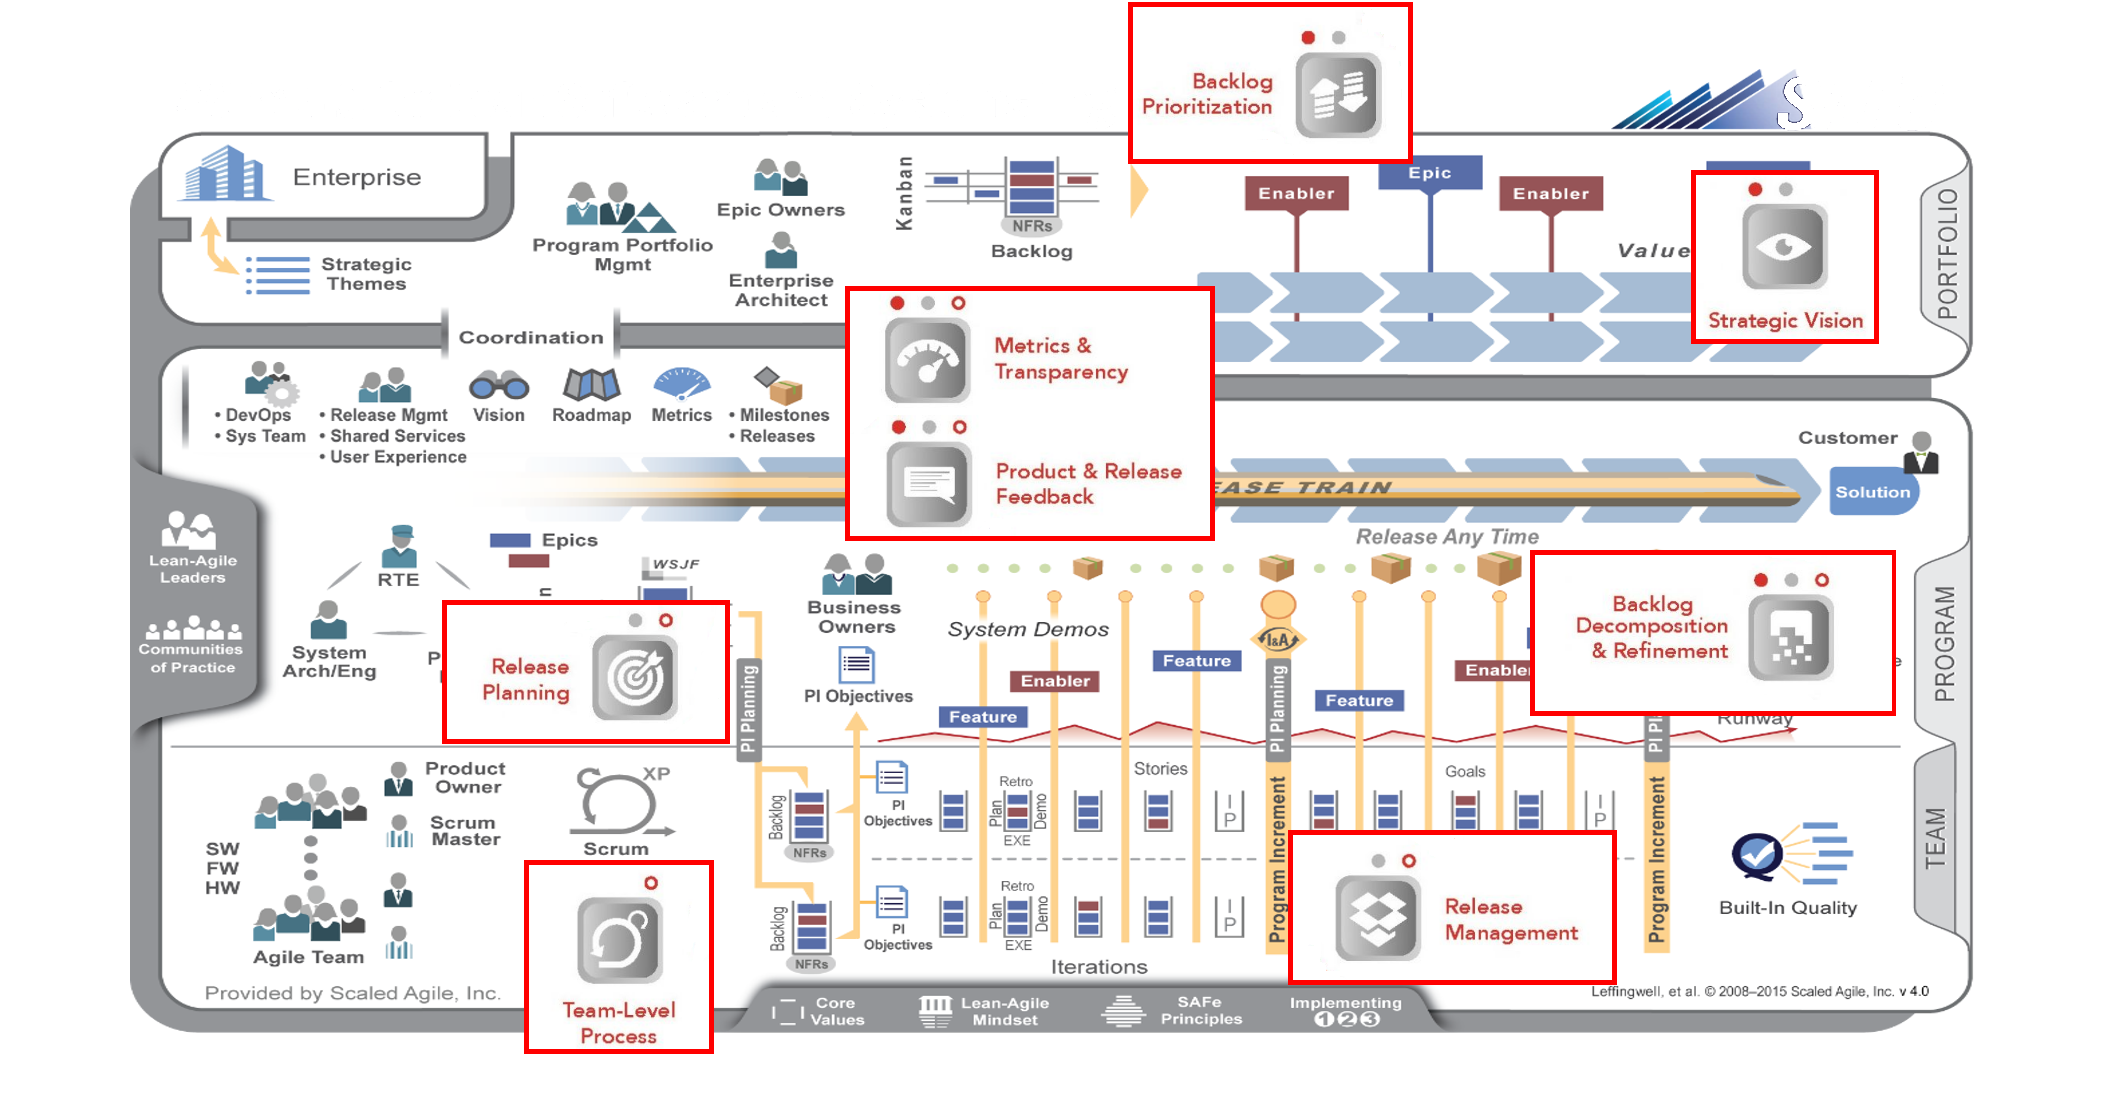 Backlog
Prioritization
S
Enterprise
Strategic
Themes
Program Portfolio
Mgmt
Epic Owners
Enterprise
Architect
Kanban
NFRs
Backlog
Enabler
Epic
Enabler
Value
Strategic Vision
PORTFOLIO
Coordination
• DevOps
• Sys Team
• Release Mgmt
• Shared Services
• User Experience
Vision
Roadmap
Metrics
• Milestones
• Releases
Metrics &
Transparency
Product & Release
Feedback
EASE TRAIN
Customer
Solution
Release Any Time
Lean-Agile
Leaders
Communities
of Practice
RTE
System
Arch/Eng
P
Epics
n
WSJF
Release
Planning
PI Planning
Business
Owners
PI Objectives
System Demos
Feature
Enabler
Feature
I&A
PI Planning
Feature
Enable
Backlog
Decomposition
& Refinement
e
Runway
PI Pl
PROGRAM
SW
FW
HW
Product
Owner
Scrum
Master
Agile Team
XP
Scrum
Team-Level
Process
Backlog
NFRs
Backlog
NFRs
PI
Objectives
PI
Objectives
Retro
Plan
Demo
EXE
Retro
Plan
Demo
EXE
Stories
I
P
I
P
Iterations
Program Increment
Goals
I
P
Release
Management
Program Increment
Built-In Quality
TEAM
Provided by Scaled Agile, Inc.
Core
Values
Lean-Agile
Mindset
SAFe
Principles
Implementing
1 2 3
Leffingwell, et al. © 2008–2015 Scaled Agile, Inc. v 4.0